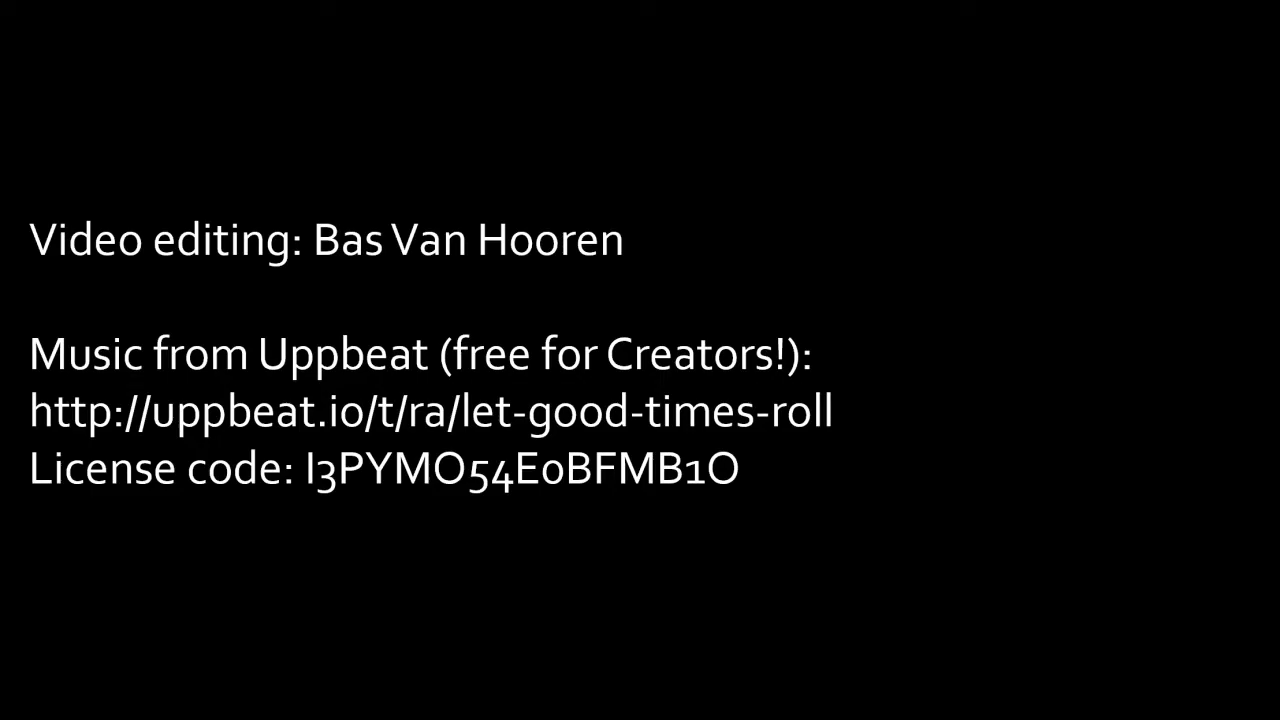 Video editing: Bas Van Hooren
Music from Uppbeat (free for Creators!):
http://uppbeat.io/t/ra/let-good-times-roll
License code: I3PYMO54E0BFMB1O